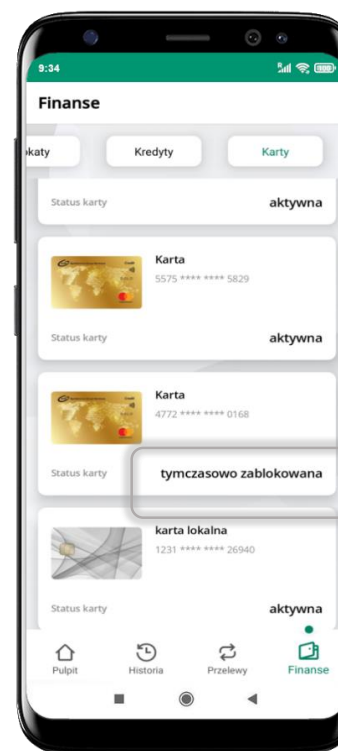 9:34
Finanse
katy
Kredyty
Karty
Status karty
aktywna
Karta
5575 **** **** 5829
Status karty
aktywna
Karta
4772 **** **** 0168
Status karty
tymczasowo zablokowana
karta lokalna
1231 **** **** 26940
Status karty
aktywna
Pulpit
Historia
Przelewy
Finanse